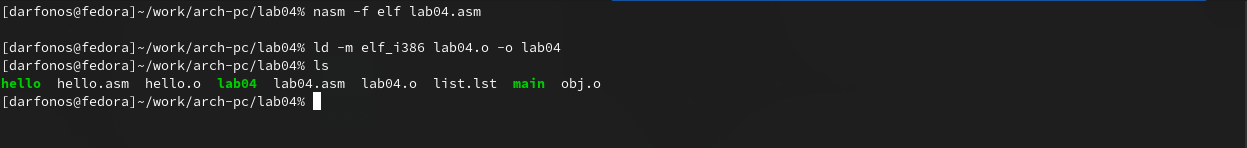 [darfonos@fedora]~/work/arch-pc/lab04% nasm -f elf lab04.asm
[darfonos@fedora]~/work/arch-pc/lab04% ld -m elf_i386 lab04.o -o lab04
[darfonos@fedora]~/work/arch-pc/lab04% ls
hello  hello.asm  hello.o  lab04  lab04.asm  lab04.o  list.lst  main  obj.o
[darfonos@fedora]~/work/arch-pc/lab04%